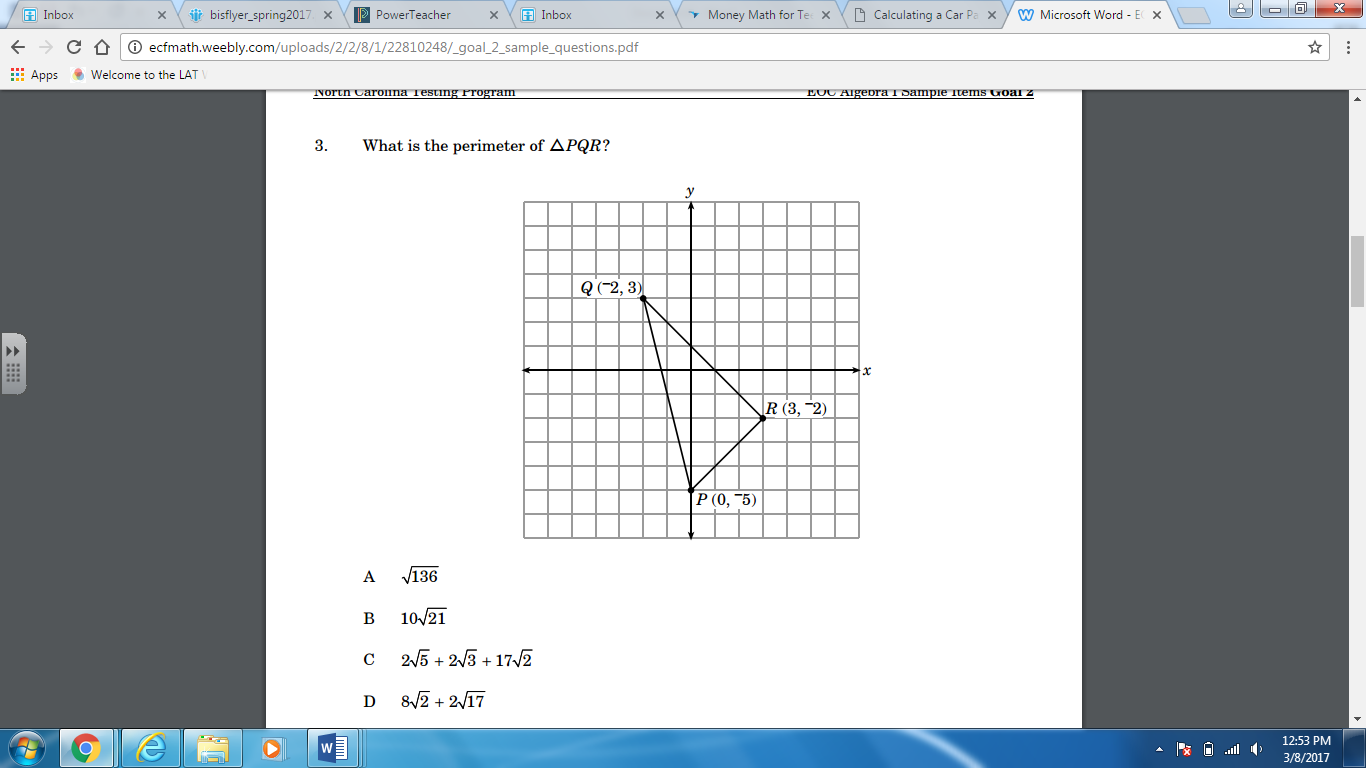 Inbox
bisflyer_spring2017.
PowerTeacher
Inbox
Money Math for Te
Calculating a Car Pa
Microsoft Word - EO
ecfmath.weebly.com/uploads/2/2/8/1/22810248/_goal_2_sample_questions.pdf
Apps
Welcome to the LAT
North Carolina Testing Program
EOC Algebra I Sample Items Goal 2
3. What is the perimeter of △PQR?
y
Q (⁻2, 3)
x
R (3, ⁻2)
P (0, ⁻5)
A √136
B 10√21
C 2√5 + 2√3 + 17√2
D 8√2 + 2√17
12:53 PM
3/8/2017